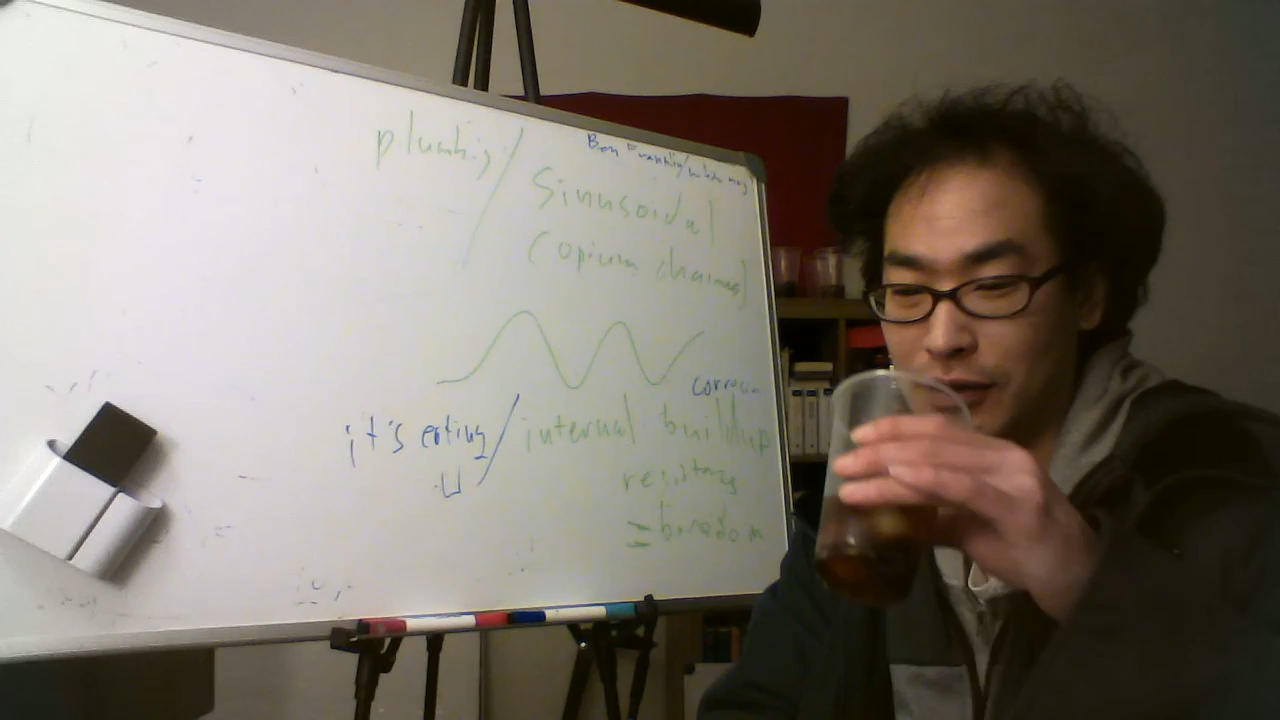 Ben Franklin/
plumbing/
Sinusoidal
(opium chains)
corrosion
it's eating/
U
internal buildup
resistance
= boredom